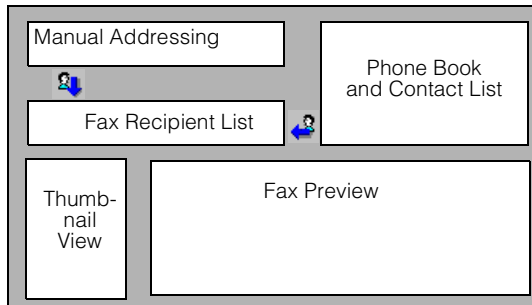 Manual Addressing
Phone Book
and Contact List
Fax Recipient List
Thumb-
nail
View
Fax Preview